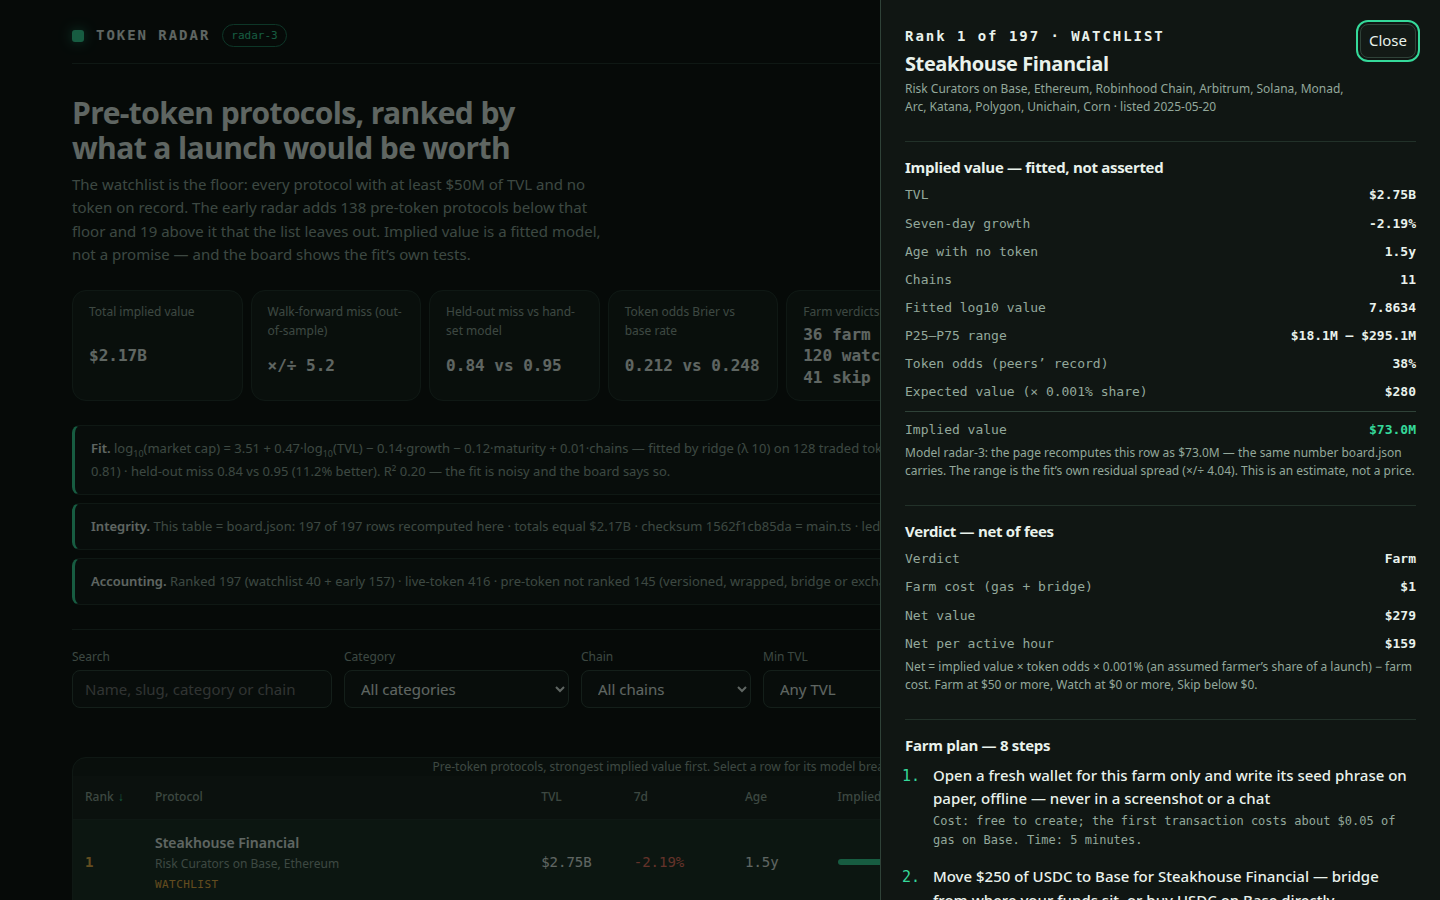 TOKEN RADAR radar-3
Pre-token protocols, ranked by
what a launch would be worth
The watchlist is the floor: every protocol with at least $50M of TVL and no
token on record. The early radar adds 138 pre-token protocols below that
floor and 19 above it that the list leaves out. Implied value is a fitted model,
not a promise — and the board shows the fit's own tests.
Total implied value
$2.17B
Walk-forward miss (out-
of-sample)
×/÷ 5.2
Held-out miss vs hand-
set model
0.84 vs 0.95
Token odds Brier vs
base rate
0.212 vs 0.248
Farm verdicts
36 farm
120 watc
41 skip
Fit. log10(market cap) = 3.51 + 0.47·log10(TVL) − 0.14·growth − 0.12·maturity + 0.01·chains — fitted by ridge (λ 10) on 128 traded tok
0.81) · held-out miss 0.84 vs 0.95 (11.2% better). R² 0.20 — the fit is noisy and the board says so.
Integrity. This table = board.json: 197 of 197 rows recomputed here · totals equal $2.17B · checksum 1562f1cb85da = main.ts · led
Accounting. Ranked 197 (watchlist 40 + early 157) · live-token 416 · pre-token not ranked 145 (versioned, wrapped, bridge or exch
Search
Name, slug, category or chain
Category
All categories
Chain
All chains
Min TVL
Any TVL
Pre-token protocols, strongest implied value first. Select a row for its model brea
Rank ↓ Protocol TVL 7d Age Implied
1
Steakhouse Financial
Risk Curators on Base, Ethereum
WATCHLIST
$2.75B -2.19% 1.5y
Rank 1 of 197 · WATCHLIST
Close
Steakhouse Financial
Risk Curators on Base, Ethereum, Robinhood Chain, Arbitrum, Solana, Monad,
Arc, Katana, Polygon, Unichain, Corn · listed 2025-05-20
Implied value — fitted, not asserted
TVL $2.75B
Seven-day growth -2.19%
Age with no token 1.5y
Chains 11
Fitted log10 value 7.8634
P25–P75 range $18.1M – $295.1M
Token odds (peers' record) 38%
Expected value (× 0.001% share) $280
Implied value $73.0M
Model radar-3: the page recomputes this row as $73.0M — the same number board.json
carries. The range is the fit's own residual spread (×/÷ 4.04). This is an estimate, not a price.
Verdict — net of fees
Verdict Farm
Farm cost (gas + bridge) $1
Net value $279
Net per active hour $159
Net = implied value × token odds × 0.001% (an assumed farmer's share of a launch) − farm
cost. Farm at $50 or more, Watch at $0 or more, Skip below $0.
Farm plan — 8 steps
1. Open a fresh wallet for this farm only and write its seed phrase on
paper, offline — never in a screenshot or a chat
Cost: free to create; the first transaction costs about $0.05 of
gas on Base. Time: 5 minutes.
2. Move $250 of USDC to Base for Steakhouse Financial — bridge
from where your funds sit, or buy USDC on Base directly